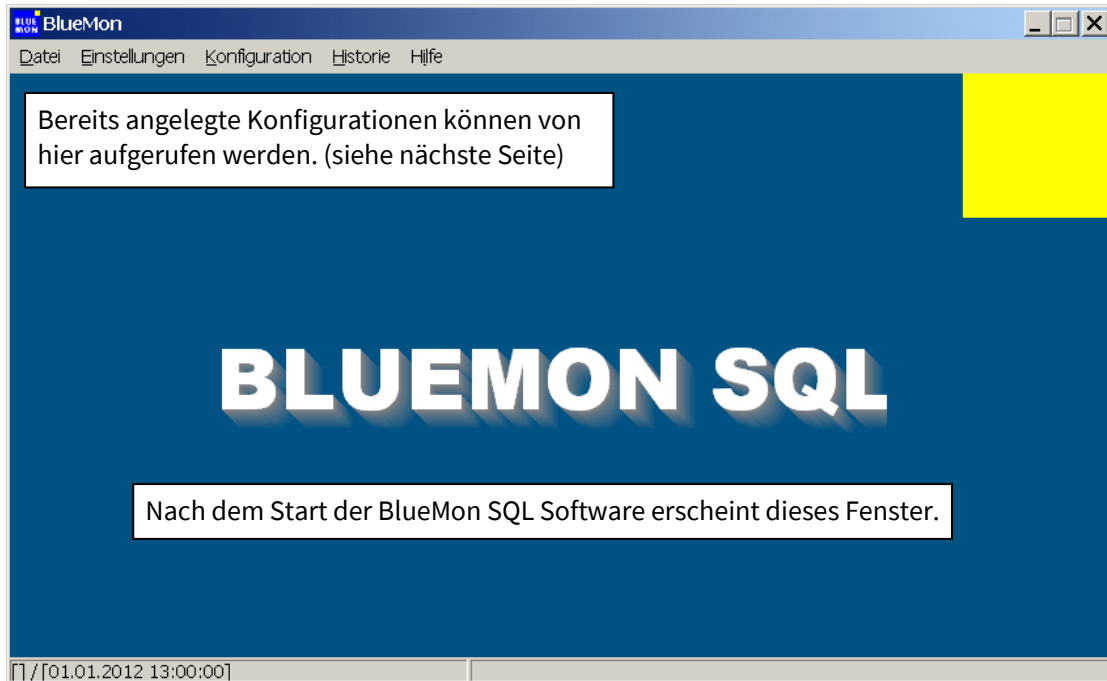 BLUE
MON
BlueMon
Datei Einstellungen Konfiguration Historie Hilfe
Bereits angelegte Konfigurationen können von
hier aufgerufen werden. (siehe nächste Seite)
BLUEMON SQL
Nach dem Start der BlueMon SQL Software erscheint dieses Fenster.
[]/[01.01.2012 13:00:00]